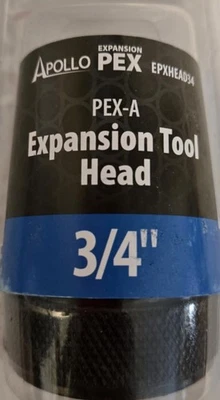 APOLLO EXPANSION PEX EPXHEAD34
PEX-A
Expansion Tool
Head
3/4"